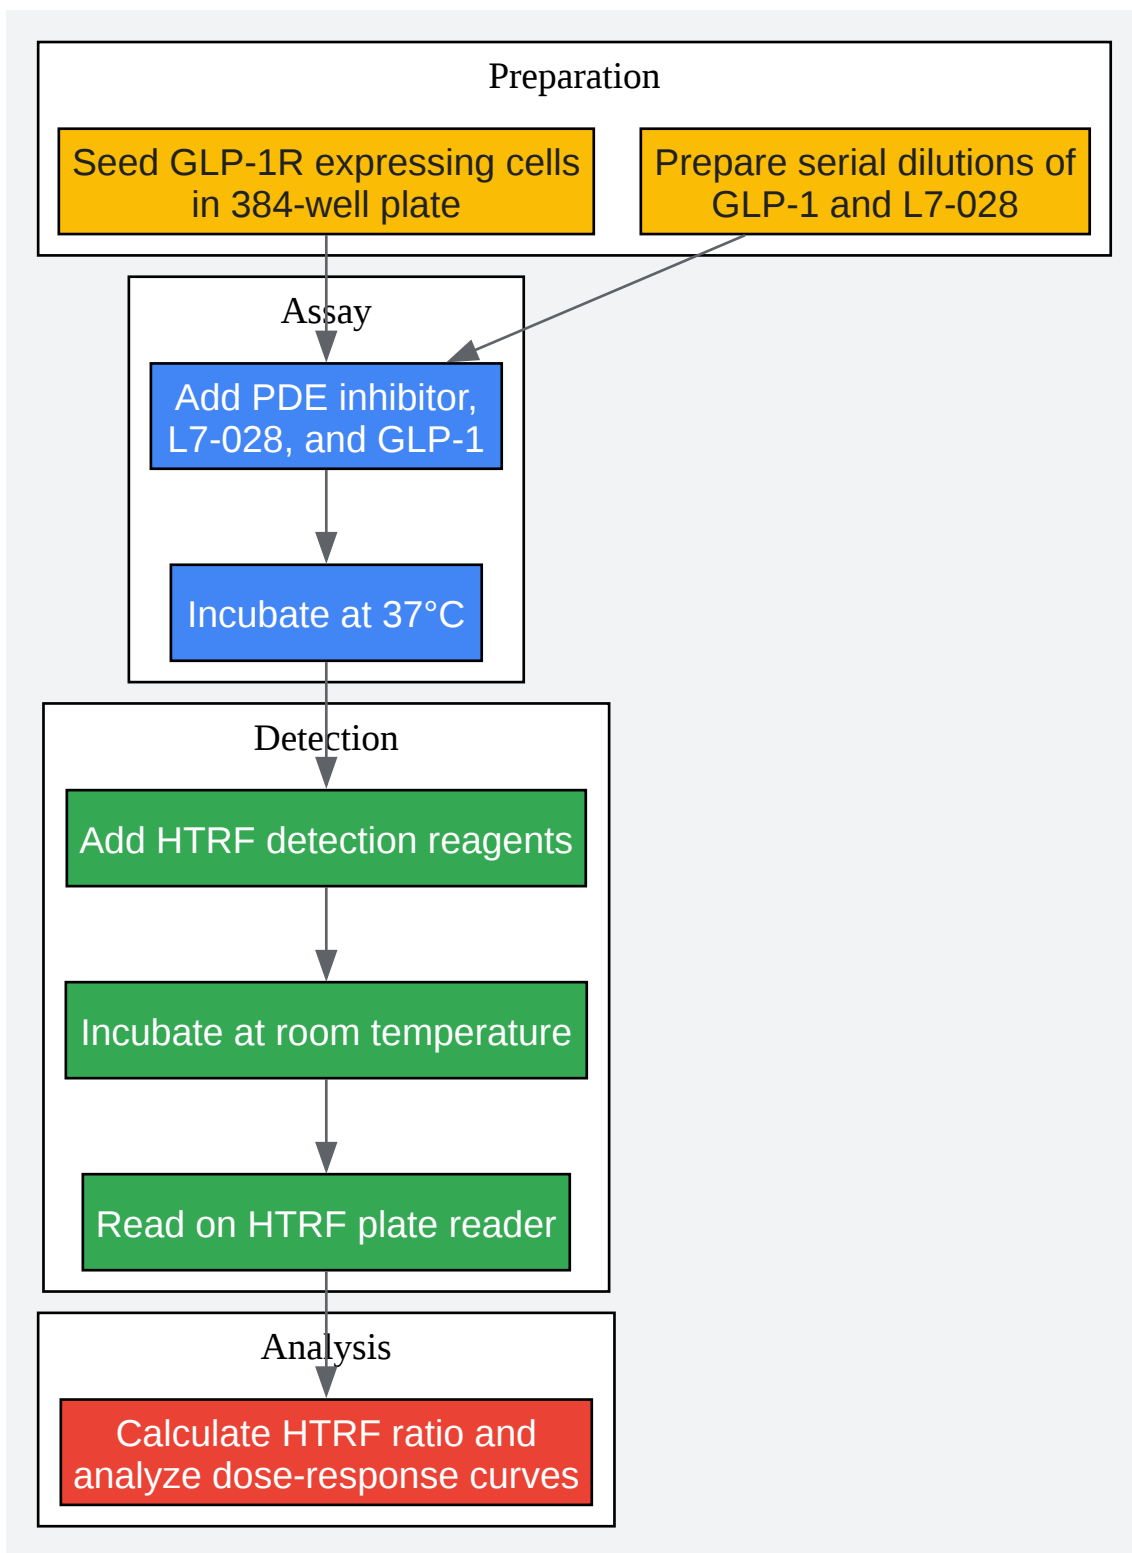 Preparation
Seed GLP-1R expressing cells
in 384-well plate
Prepare serial dilutions of
GLP-1 and L7-028
Assay
Add PDE inhibitor,
L7-028, and GLP-1
Incubate at 37°C
Detection
Add HTRF detection reagents
Incubate at room temperature
Read on HTRF plate reader
Analysis
Calculate HTRF ratio and
analyze dose-response curves